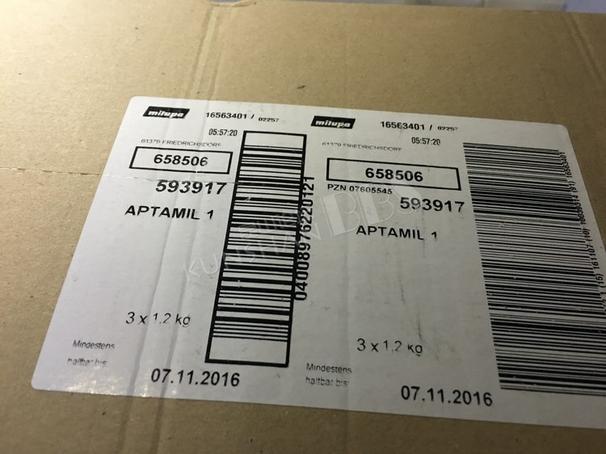 milupa 16563401 / 02257
05:57:20
61379 FRIEDRICHSDORF
658506
593917
APTAMIL 1
3 x 1,2 kg
Mindestens
haltbar bis:
07.11.2016
04008976220121
milupa 16563401 / 02257
05:57:20
61379 FRIEDRICHSDORF
658506
PZN 07605545
593917
APTAMIL 1
3 x 1,2 kg
Mindestens
haltbar bis:
07.11.2016